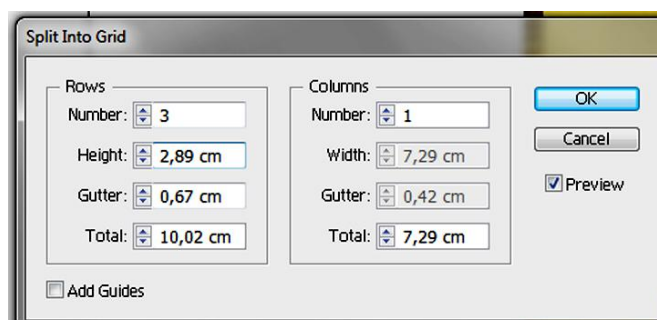 Split Into Grid
Rows
Number: 3
Height: 2,89 cm
Gutter: 0,67 cm
Total: 10,02 cm
Columns
Number: 1
Width: 7,29 cm
Gutter: 0,42 cm
Total: 7,29 cm
OK
Cancel
Preview
Add Guides